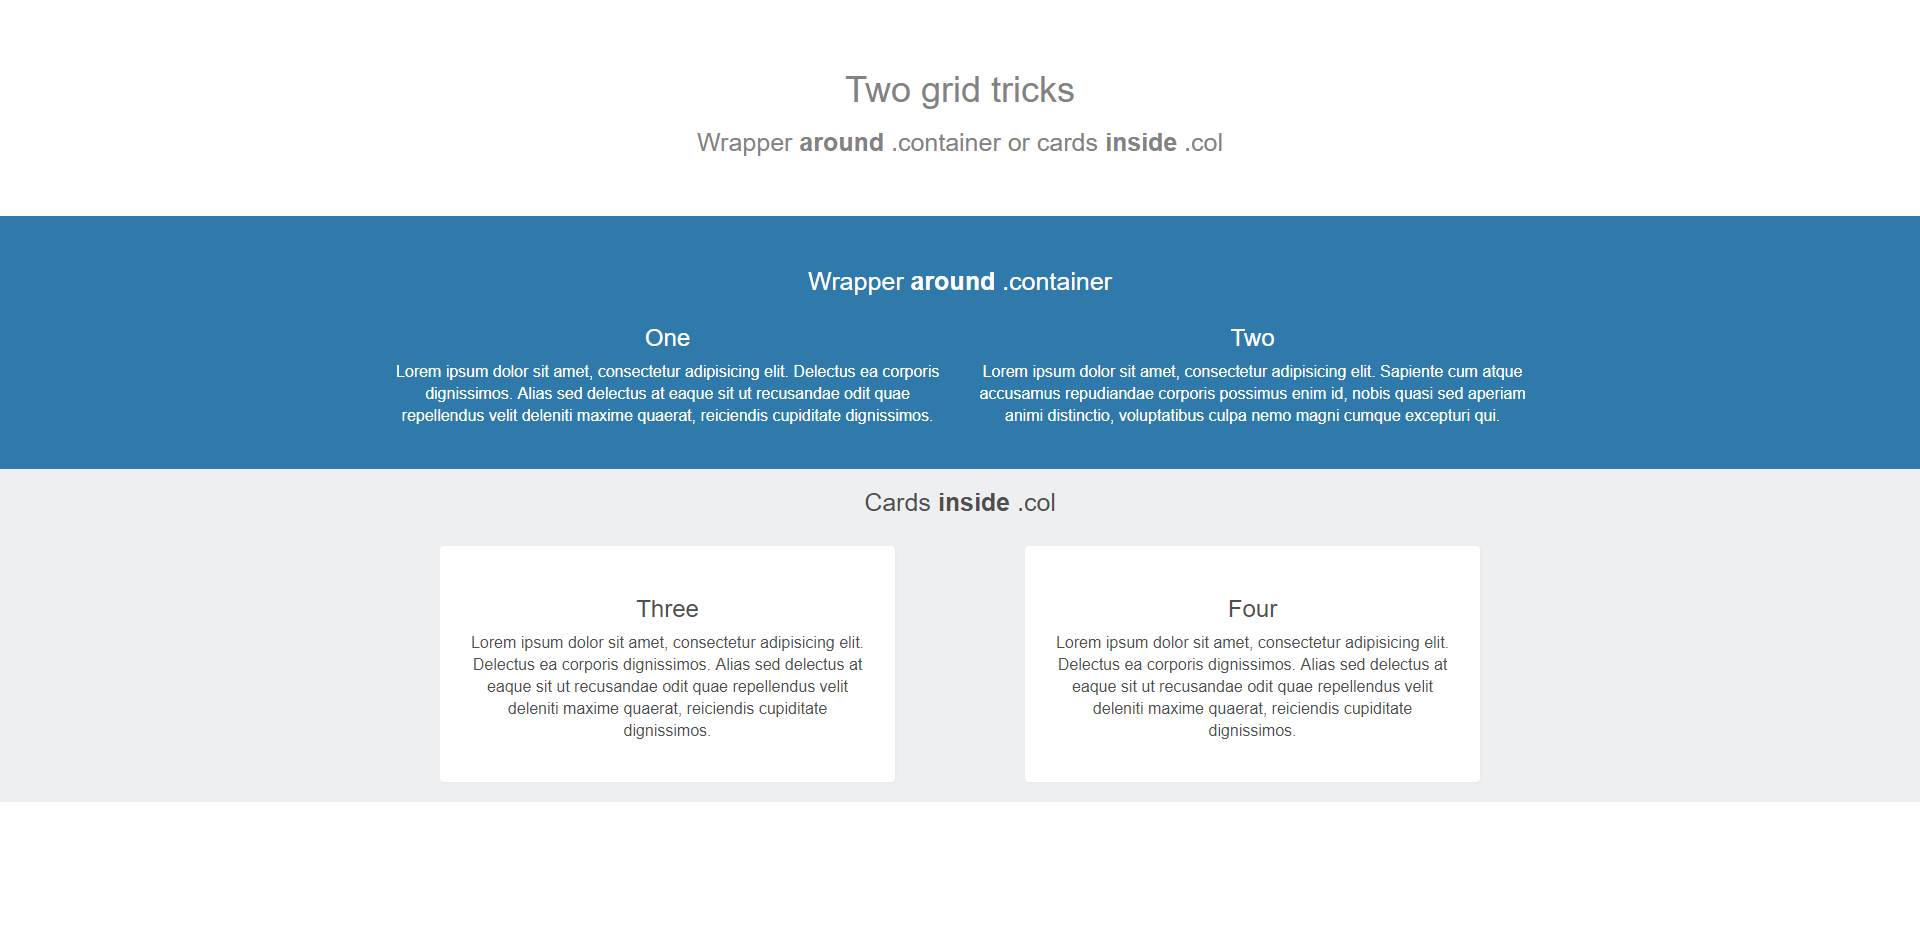 Two grid tricks
Wrapper around .container or cards inside .col
Wrapper around .container
One
Lorem ipsum dolor sit amet, consectetur adipisicing elit. Delectus ea corporis
dignissimos. Alias sed delectus at eaque sit ut recusandae odit quae
repellendus velit deleniti maxime quaerat, reiciendis cupiditate dignissimos.
Two
Lorem ipsum dolor sit amet, consectetur adipisicing elit. Sapiente cum atque
accusamus repudiandae corporis possimus enim id, nobis quasi sed aperiam
animi distinctio, voluptatibus culpa nemo magni cumque excepturi qui.
Cards inside .col
Three
Lorem ipsum dolor sit amet, consectetur adipisicing elit.
Delectus ea corporis dignissimos. Alias sed delectus at
eaque sit ut recusandae odit quae repellendus velit
deleniti maxime quaerat, reiciendis cupiditate
dignissimos.
Four
Lorem ipsum dolor sit amet, consectetur adipisicing elit.
Delectus ea corporis dignissimos. Alias sed delectus at
eaque sit ut recusandae odit quae repellendus velit
deleniti maxime quaerat, reiciendis cupiditate
dignissimos.